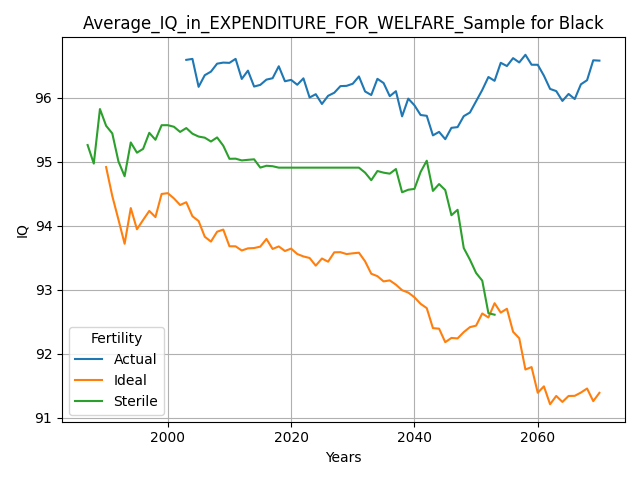 Average_IQ_in_EXPENDITURE_FOR_WELFARE_Sample for Black
IQ
96
95
94
93
92
91
Fertility
Actual
Ideal
Sterile
2000
2020
2040
2060
Years